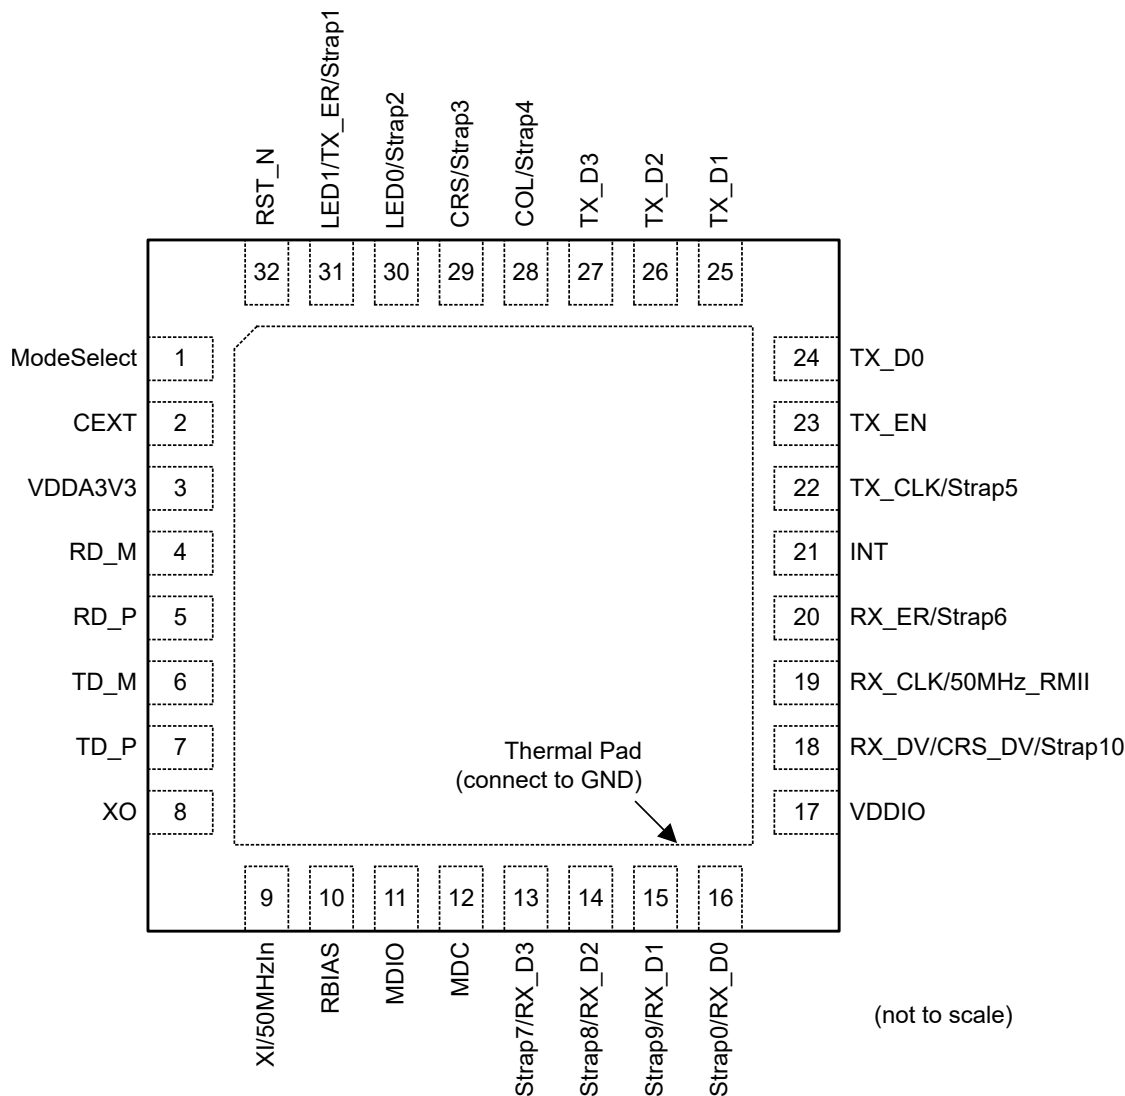 RST_N
LED1/TX_ER/Strap1
LED0/Strap2
CRS/Strap3
COL/Strap4
TX_D3
TX_D2
TX_D1
32
31
30
29
28
27
26
25
ModeSelect 1
CEXT 2
VDDA3V3 3
RD_M 4
RD_P 5
TD_M 6
TD_P 7
XO 8
24 TX_D0
23 TX_EN
22 TX_CLK/Strap5
21 INT
20 RX_ER/Strap6
19 RX_CLK/50MHz_RMII
18 RX_DV/CRS_DV/Strap10
17 VDDIO
Thermal Pad
(connect to GND)
9
10
11
12
13
14
15
16
XI/50MHzIn
RBIAS
MDIO
MDC
Strap7/RX_D3
Strap8/RX_D2
Strap9/RX_D1
Strap0/RX_D0
(not to scale)